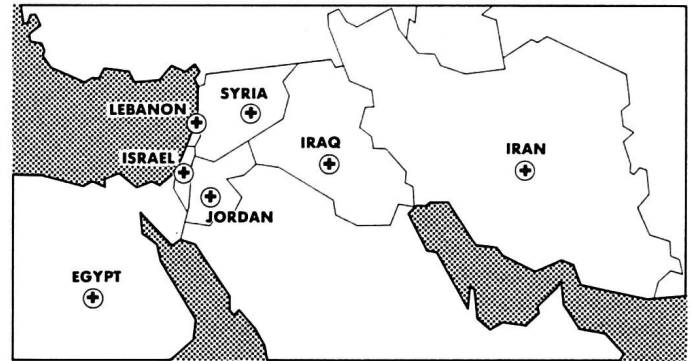 SYRIA
LEBANON
IRAQ
IRAN
ISRAEL
JORDAN
EGYPT